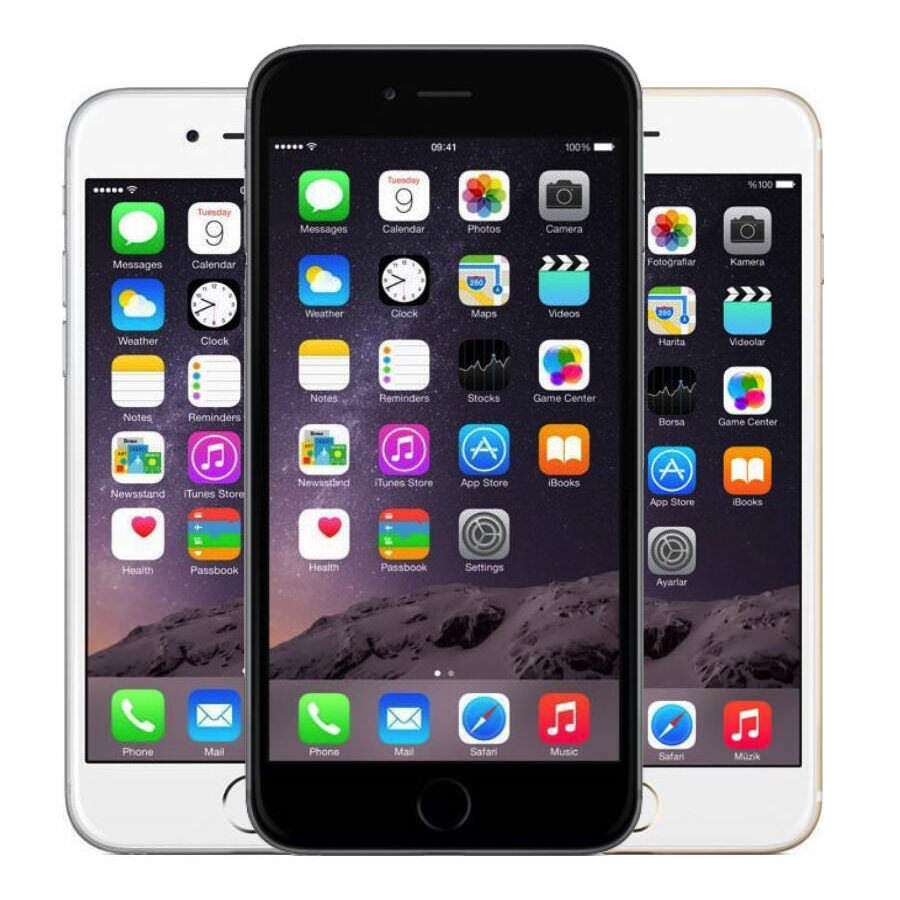 0
Tuesday
9
Messages
Calendar
Weather
Clock
Notes
Reminders
Newsstand
iTunes Store
Health
Passbook
Phone
Mail
09:41
100%
Tuesday
9
Messages
Calendar
Photos
Camera
280
Weather
Clock
Maps
Videos
Notes
Reminders
Stocks
Game Center
Newsstand
iTunes Store
App Store
iBooks
Health
Passbook
Settings
Phone
Mail
Safari
Music
%100
Fotoğraflar
Kamera
280
Harita
Videolar
Borsa
Game Center
App Store
iBooks
Ayarlar
Safari
Müzik